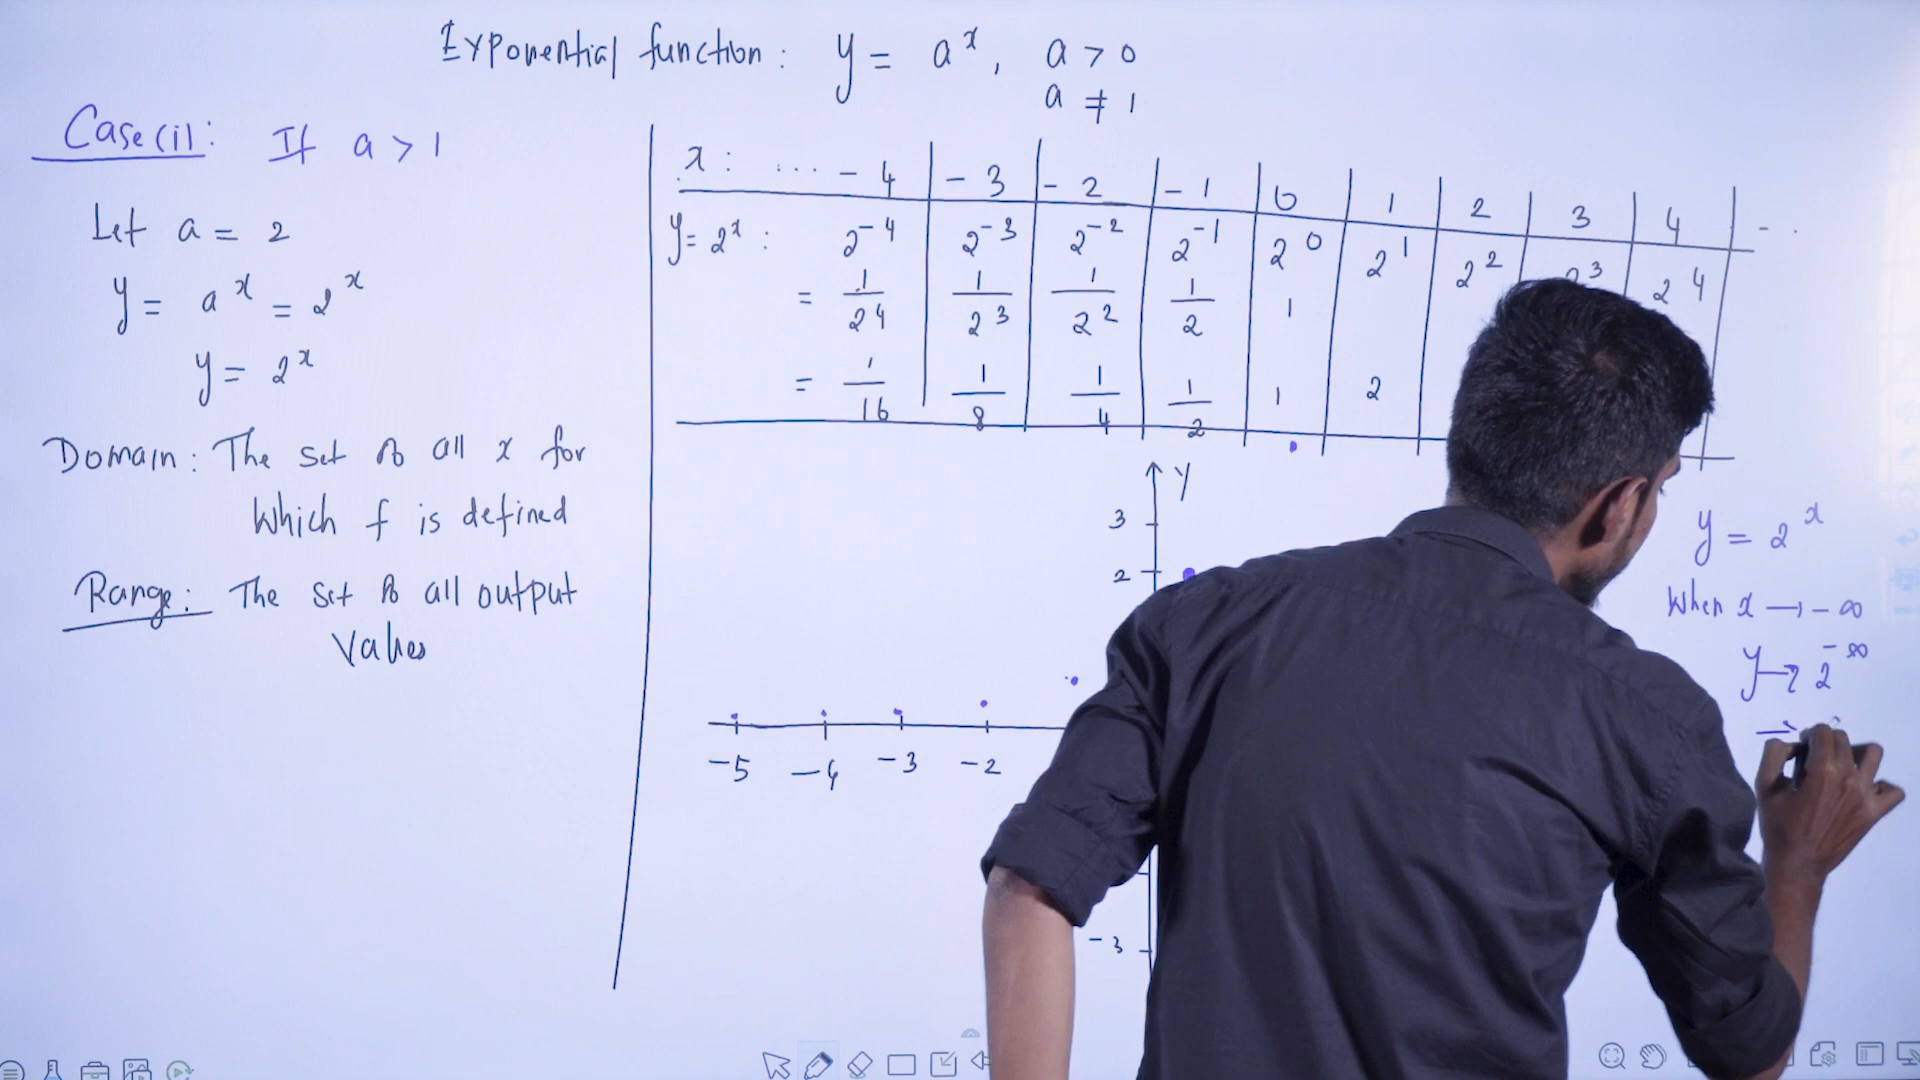 Exponential function: y = a^x, a > 0
a ≠ 1
Case(i): If a > 1
Let a = 2
y = a^x = 2^x
y = 2^x
Domain: The set of all x for
Which f is defined
Range: The set of all output
Values
x: ... -4 -3 -2 -1 0 1 2 3 4 - .
y = 2^x : 2^-4 2^-3 2^-2 2^-1 2^0 2^1 2^2 2^3 2^4
= 1/2^4 1/2^3 1/2^2 1/2 1
= 1/16 1/8 1/4 1/2 1 2
Y
3
2
-5 -4 -3 -2
-3
y = 2^x
When x → -∞
y → 2^-∞
→